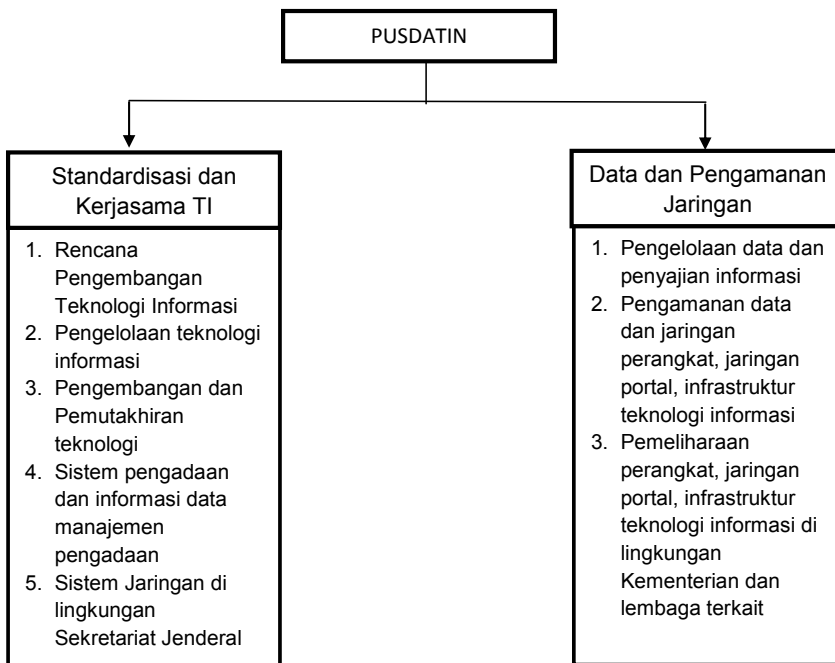 PUSDATIN
Standardisasi dan
Kerjasama TI
1. Rencana
Pengembangan
Teknologi Informasi
2. Pengelolaan teknologi
informasi
3. Pengembangan dan
Pemutakhiran
teknologi
4. Sistem pengadaan
dan informasi data
manajemen
pengadaan
5. Sistem Jaringan di
lingkungan
Sekretariat Jenderal
Data dan Pengamanan
Jaringan
1. Pengelolaan data dan
penyajian informasi
2. Pengamanan data
dan jaringan
perangkat, jaringan
portal, infrastruktur
teknologi informasi
3. Pemeliharaan
perangkat, jaringan
portal, infrastruktur
teknologi informasi di
lingkungan
Kementerian dan
lembaga terkait